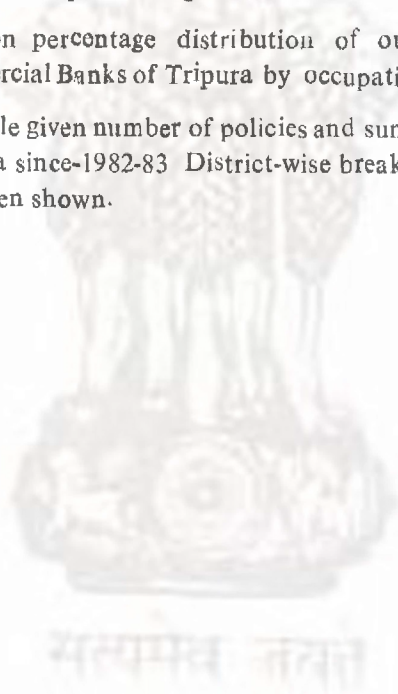 percentage distribution of
rcial Banks of Tripura by occupati
le given number of policies and sur
a since-1982-83 District-wise break
en shown.
सत्यमेव जयते